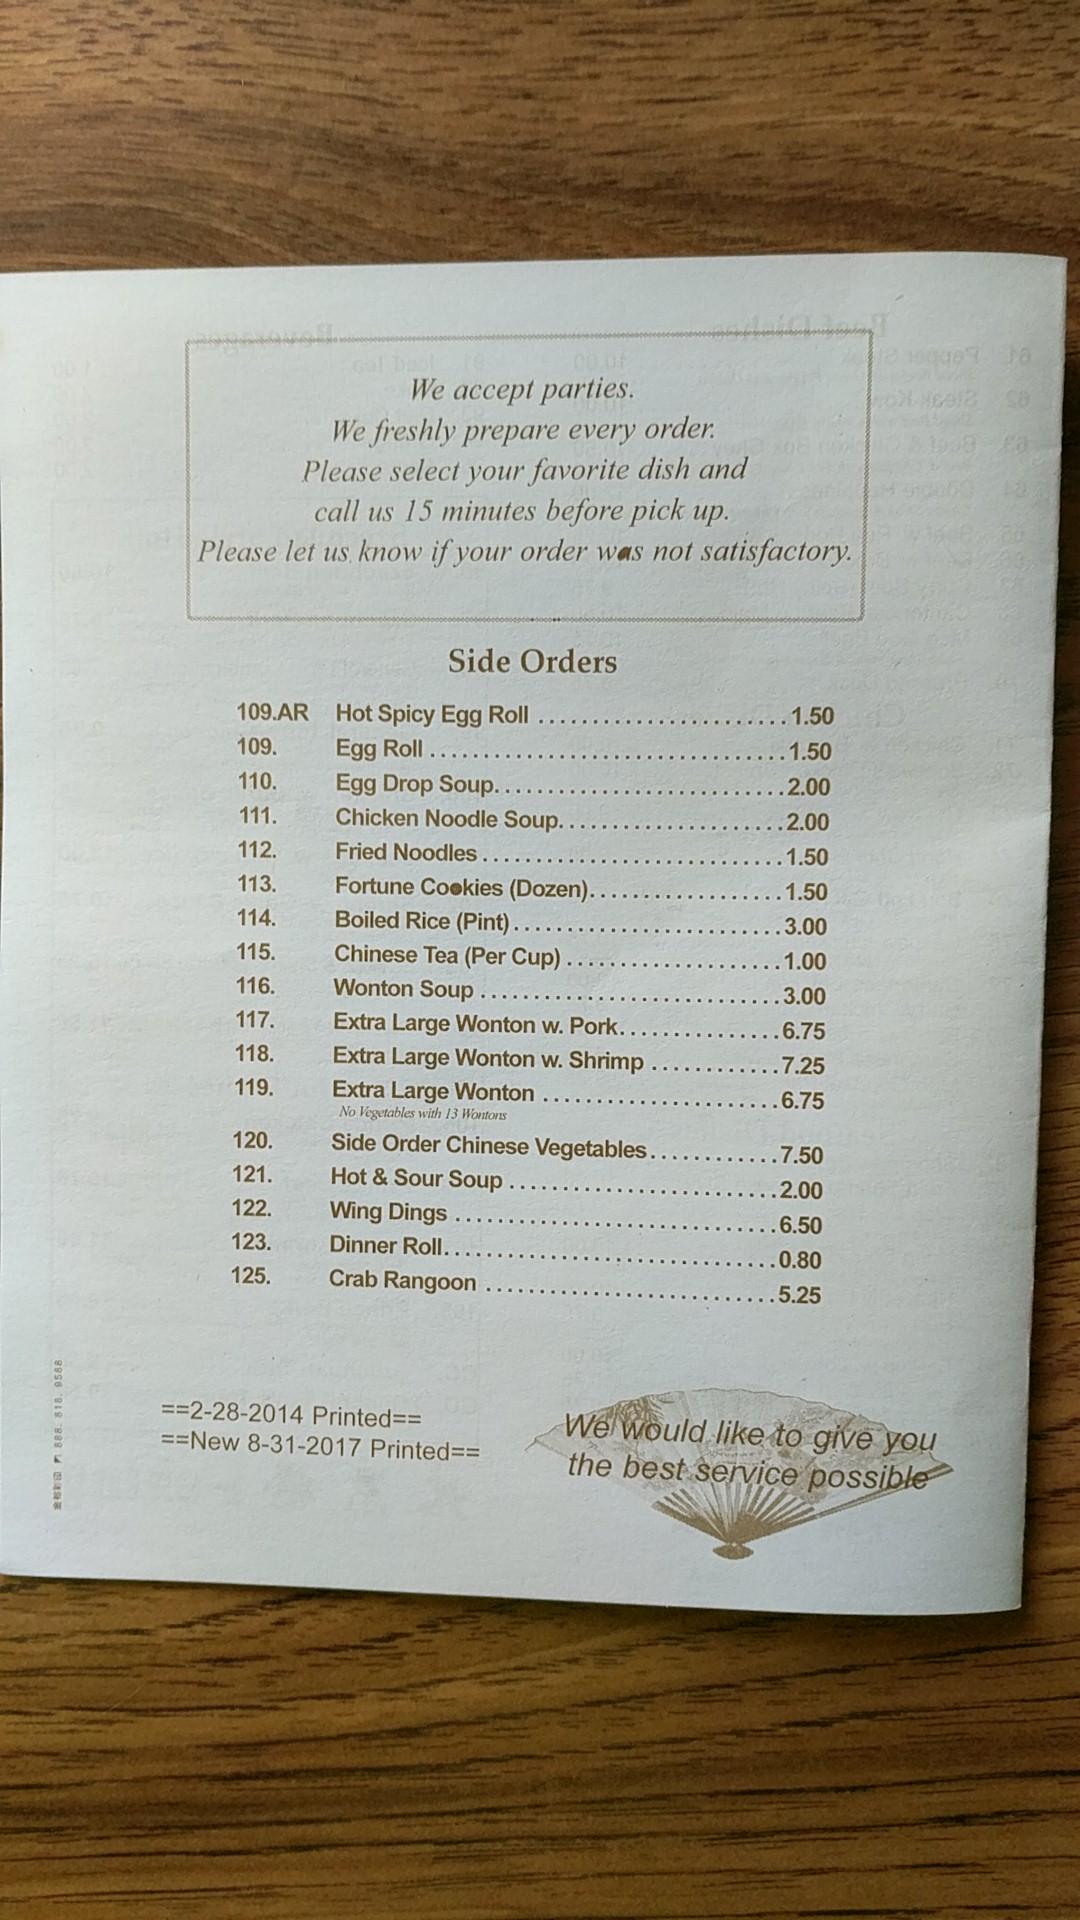 We accept parties.
We freshly prepare every order.
Please select your favorite dish and
call us 15 minutes before pick up.
Please let us know if your order was not satisfactory.
Side Orders
109.AR Hot Spicy Egg Roll ........................1.50
109. Egg Roll ..................................1.50
110. Egg Drop Soup...........................2.00
111. Chicken Noodle Soup.....................2.00
112. Fried Noodles ............................1.50
113. Fortune Cookies (Dozen)..................1.50
114. Boiled Rice (Pint) .........................3.00
115. Chinese Tea (Per Cup) ....................1.00
116. Wonton Soup ............................3.00
117. Extra Large Wonton w. Pork...............6.75
118. Extra Large Wonton w. Shrimp ............7.25
119. Extra Large Wonton ......................6.75
No Vegetables with 13 Wontons
120. Side Order Chinese Vegetables............7.50
121. Hot & Sour Soup .........................2.00
122. Wing Dings ..............................6.50
123. Dinner Roll...............................0.80
125. Crab Rangoon ...........................5.25
==2-28-2014 Printed==
==New 8-31-2017 Printed==
We would like to give you
the best service possible
888. 818. 9588